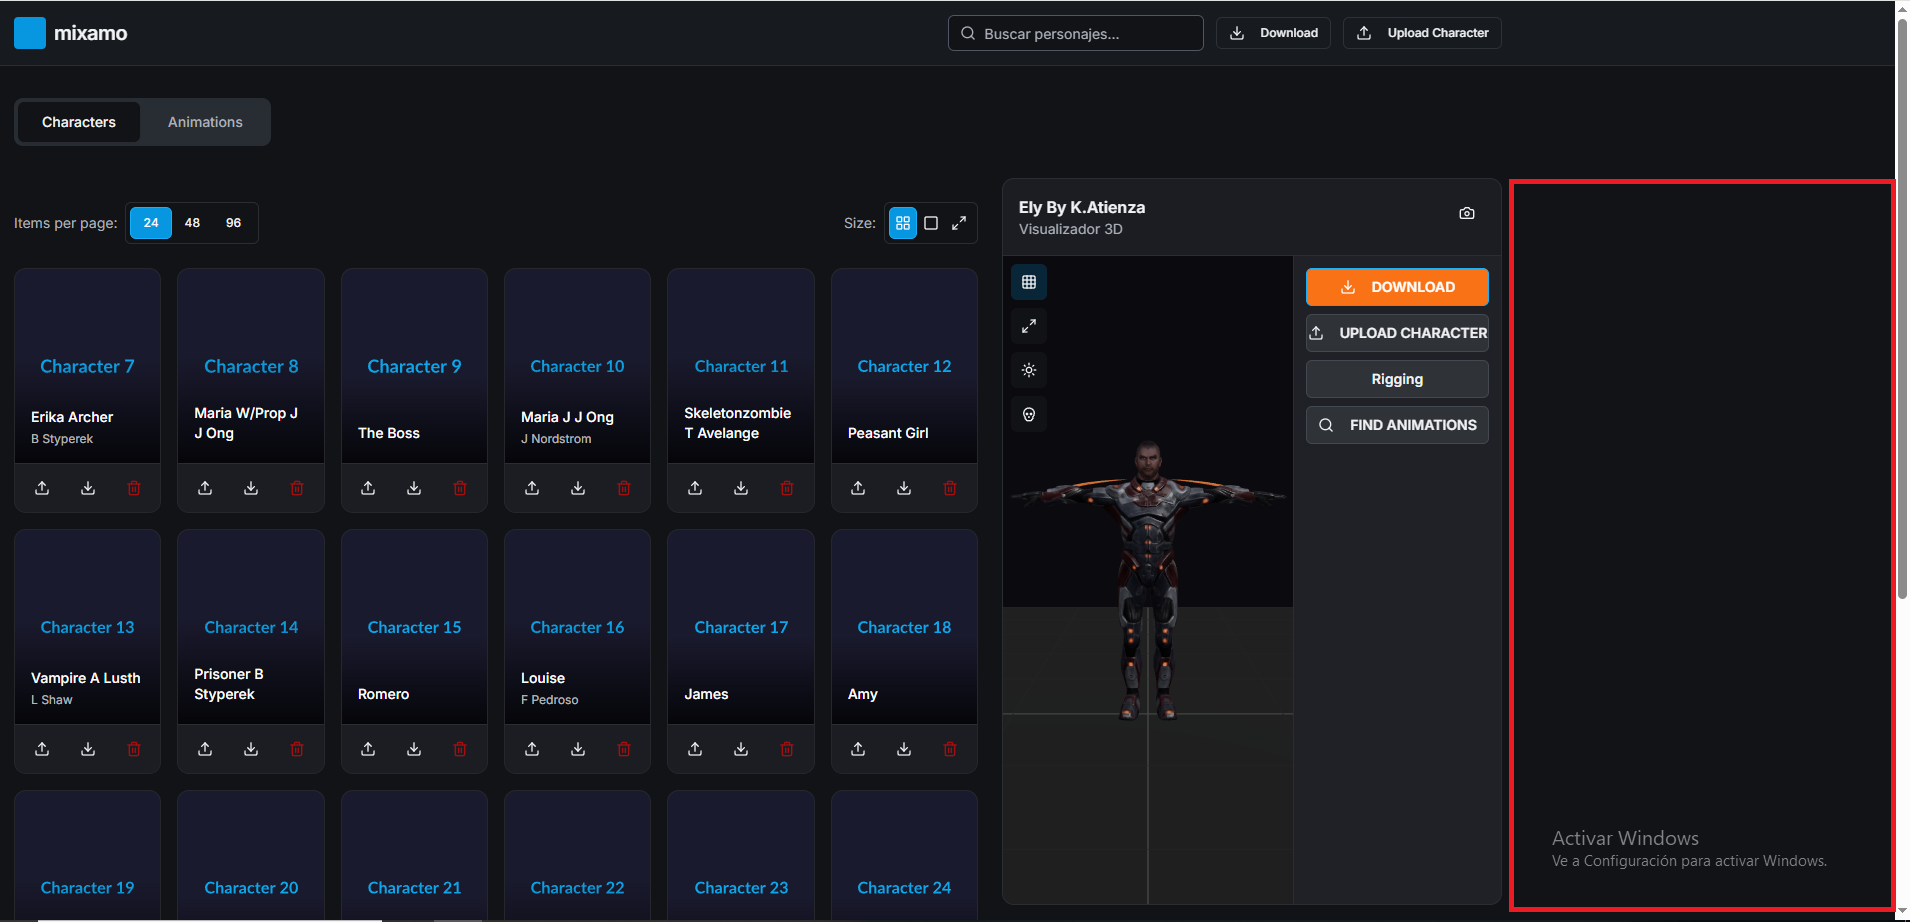 mixamo
Buscar personajes...
Download
Upload Character
Characters
Animations
Items per page:
24
48
96
Size:
Ely By K.Atienza
Visualizador 3D
DOWNLOAD
UPLOAD CHARACTER
Rigging
FIND ANIMATIONS
Character 7
Erika Archer
B Styperek
Character 8
Maria W/Prop J
J Ong
Character 9
The Boss
Character 10
Maria J J Ong
J Nordstrom
Character 11
Skeletonzombie
T Avelange
Character 12
Peasant Girl
Character 13
Vampire A Lusth
L Shaw
Character 14
Prisoner B
Styperek
Character 15
Romero
Character 16
Louise
F Pedroso
Character 17
James
Character 18
Amy
Character 19
Character 20
Character 21
Character 22
Character 23
Character 24
Activar Windows
Ve a Configuración para activar Windows.